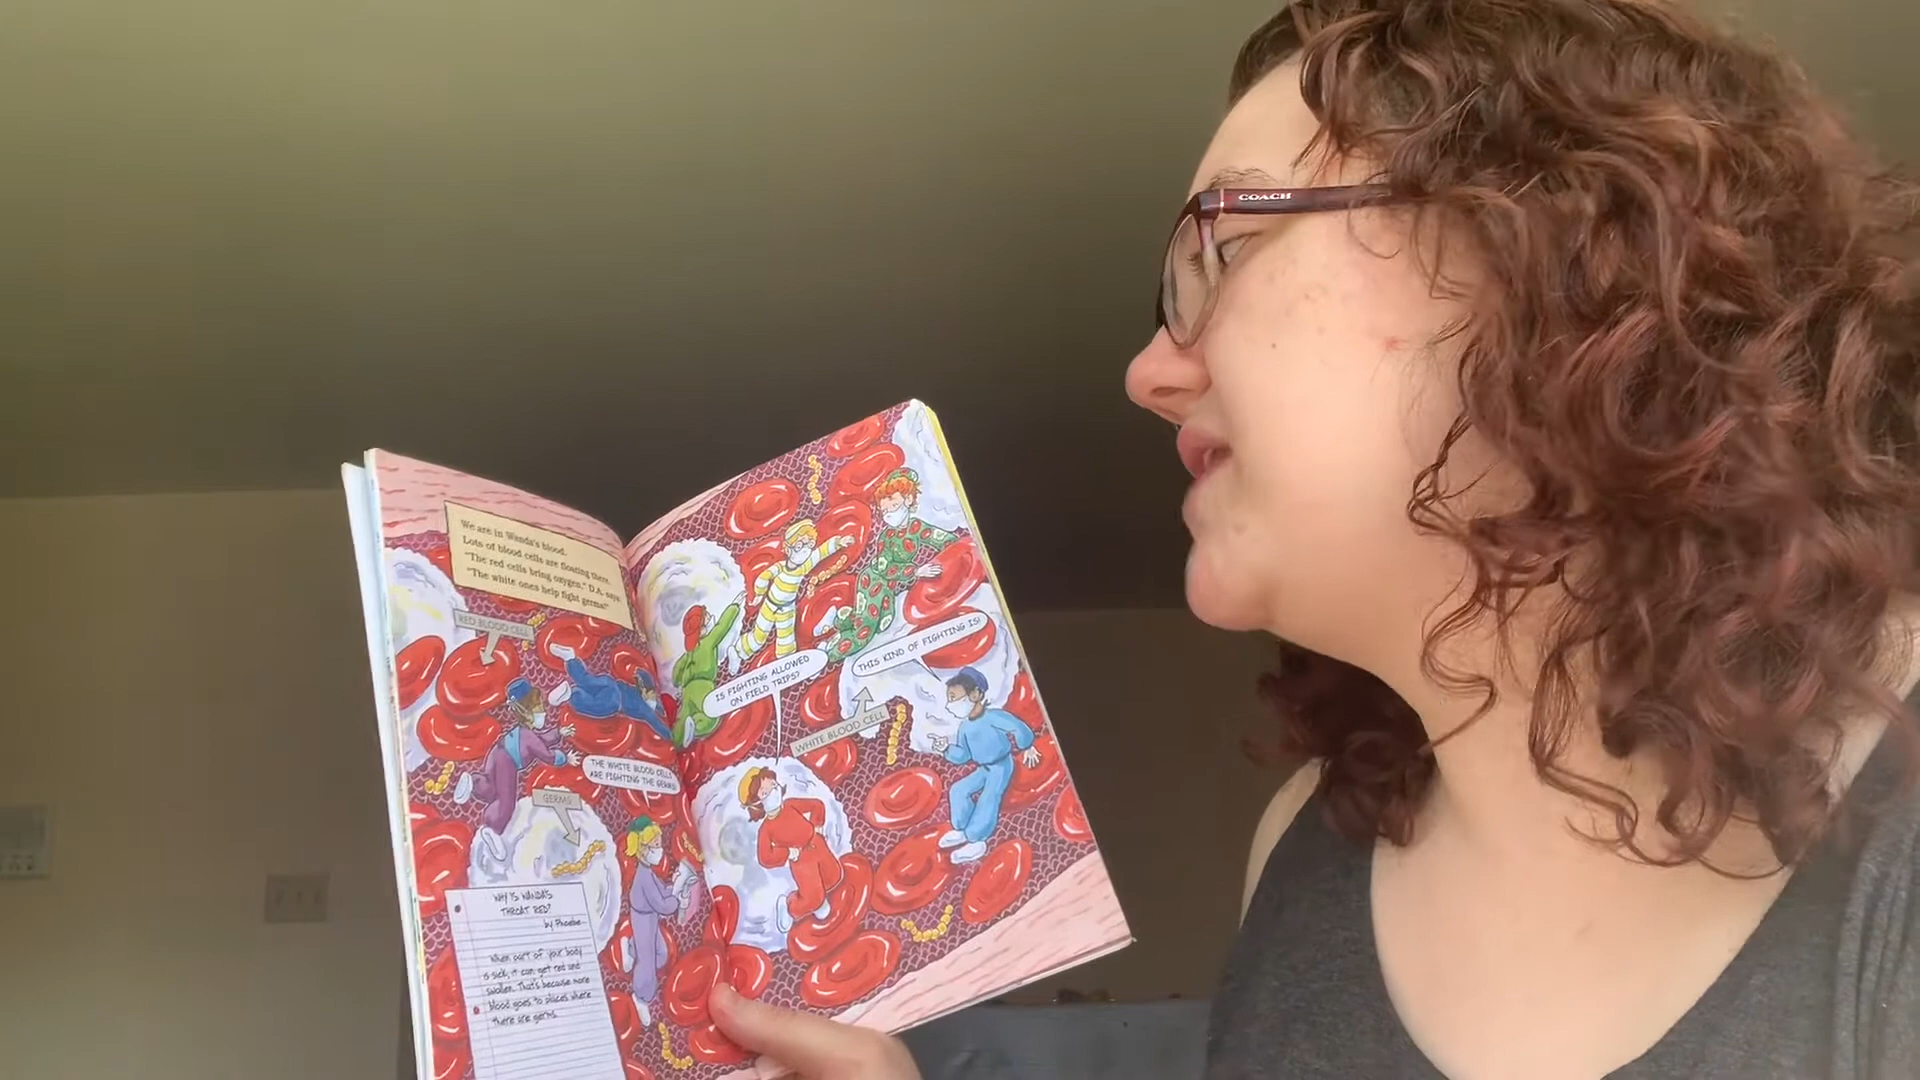 COACH
We are in Wanda's blood.
Lots of blood cells are floating there.
"The red cells bring oxygen," D.A. says.
"The white ones help fight germs!"
RED BLOOD CELL
THE WHITE BLOOD CELLS
ARE FIGHTING THE GERMS!
GERMS
WHY IS WANDA'S
THROAT RED?
by Phoebe
When part of your body
is sick, it can get red and
swollen. That's because more
blood goes to places where
there are germs.
IS FIGHTING ALLOWED
ON FIELD TRIPS?
THIS KIND OF FIGHTING IS!
WHITE BLOOD CELL